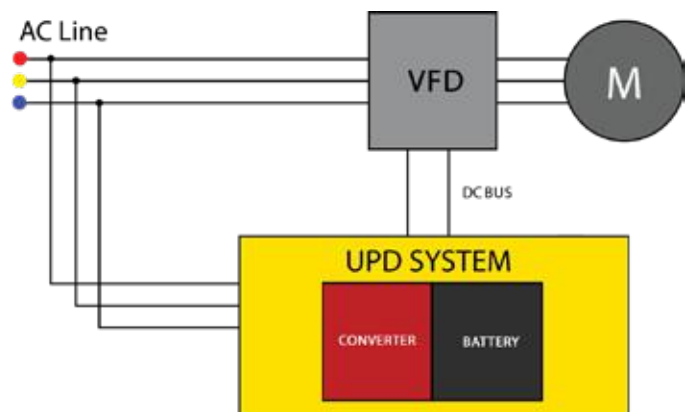 AC Line
VFD
M
DC BUS
UPD SYSTEM
CONVERTER
BATTERY